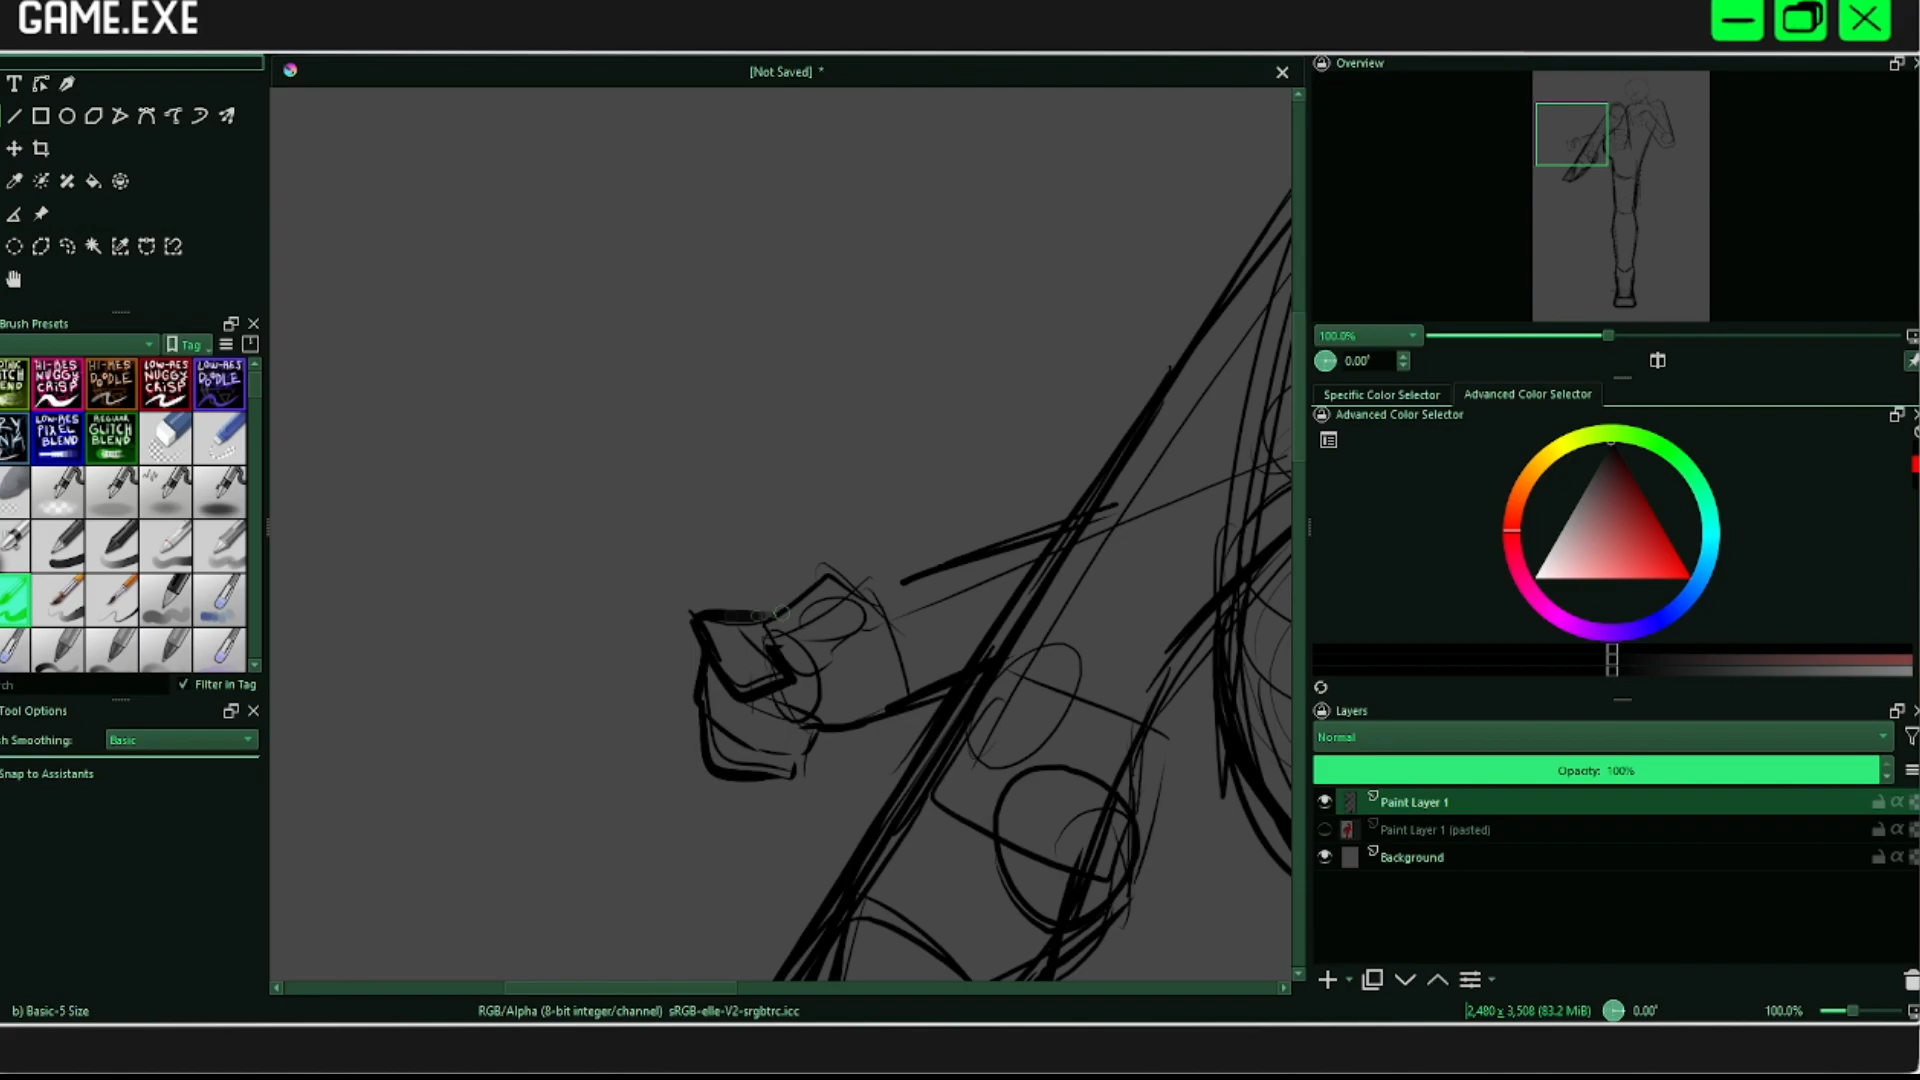 GAME.EXE
[Not Saved] *
Overview
T
Brush Presets
Tag
HI-RES NUGGY CRISP
HI-RES DOODLE
LOW-RES NUGGY CRISP
LOW-RES DOODLE
LOW-RES PIXEL BLEND
REGULAR GLITCH BLEND
rch
Filter in Tag
Tool Options
h Smoothing:
Basic
Snap to Assistants
100.0%
0.00°
Specific Color Selector
Advanced Color Selector
Advanced Color Selector
Layers
Normal
Opacity: 100%
Paint Layer 1
Paint Layer 1 (pasted)
Background
b) Basic-5 Size
RGB/Alpha (8-bit integer/channel) sRGB-elle-V2-srgbtrc.icc
2,480 x 3,508 (83.2 MiB)
0.00°
100.0%